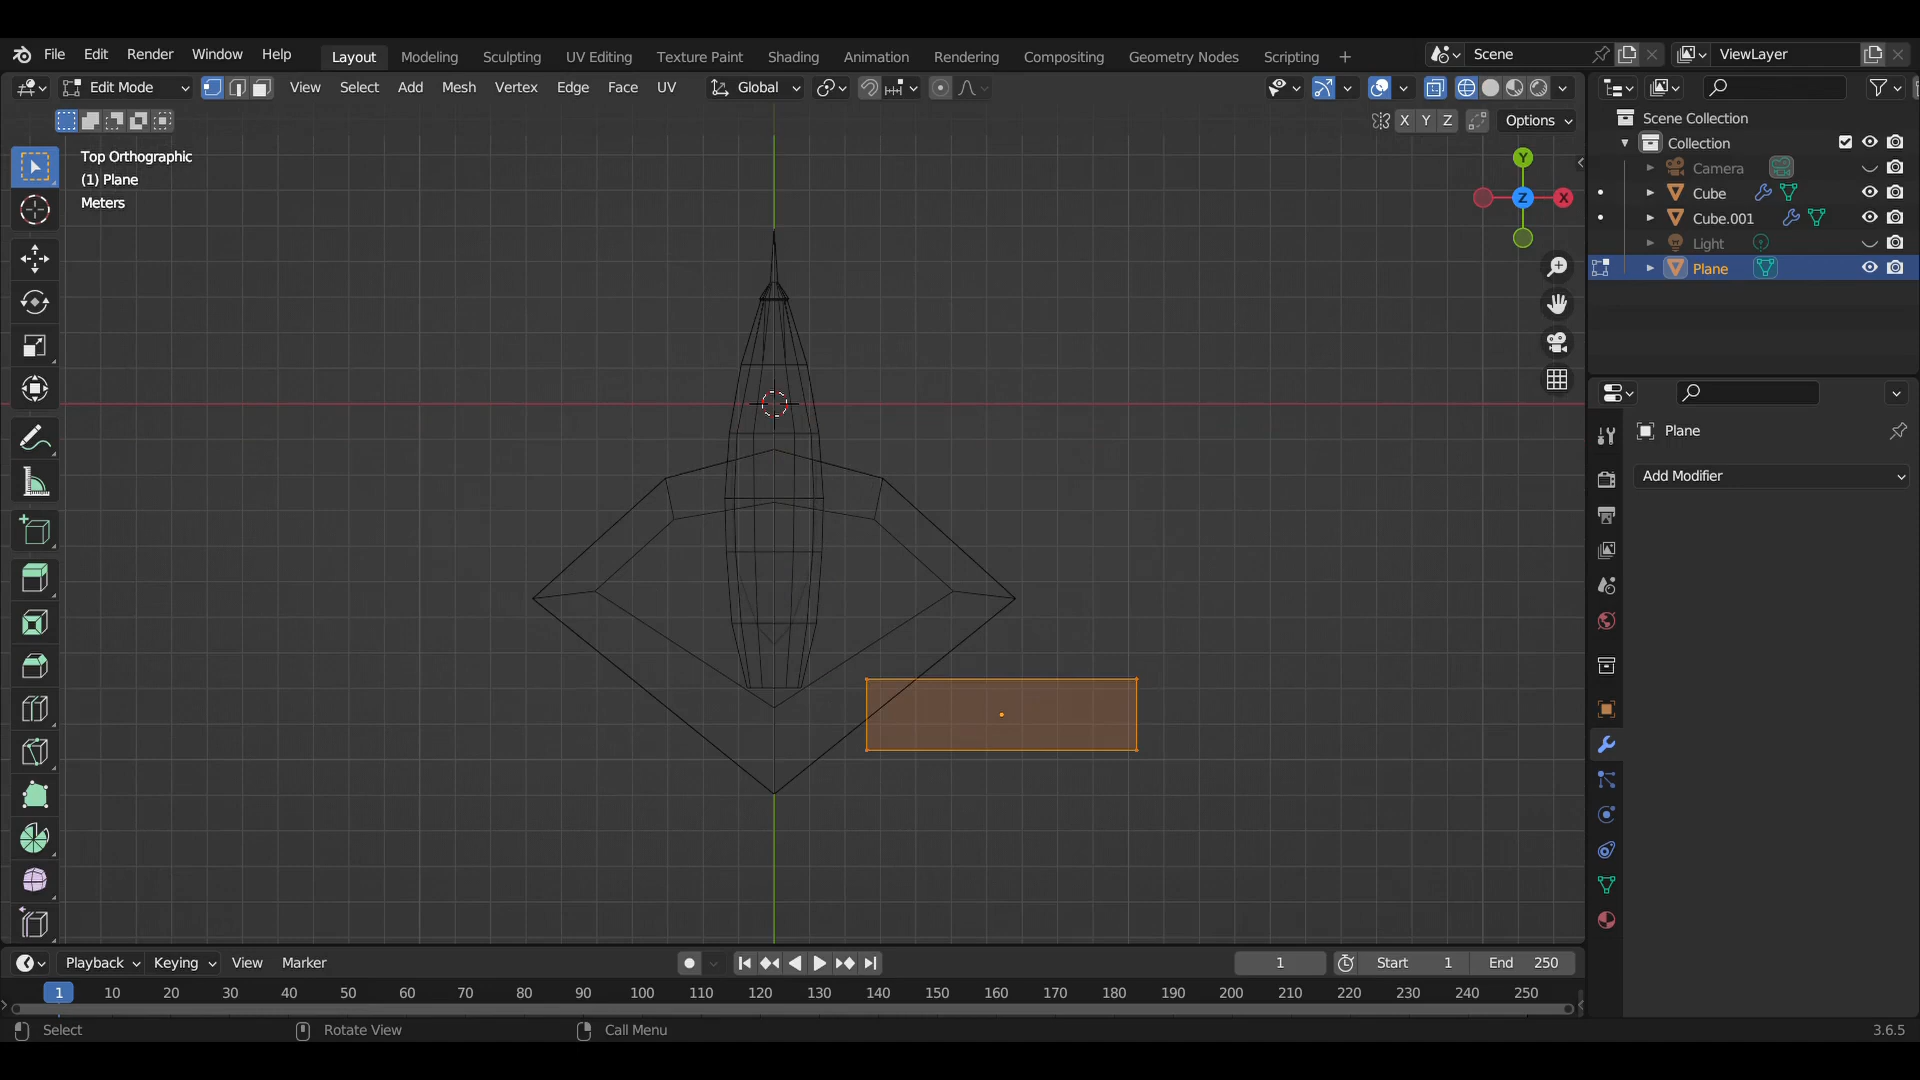 File Edit Render Window Help Layout Modeling Sculpting UV Editing Texture Paint Shading Animation Rendering Compositing Geometry Nodes Scripting + Scene ViewLayer
Edit Mode View Select Add Mesh Vertex Edge Face UV Global
X Y Z Options
Top Orthographic
(1) Plane
Meters
Y
Z
X
Scene Collection
Collection
Camera
Cube
Cube.001
Light
Plane
Plane
Add Modifier
Playback Keying View Marker 1 Start 1 End 250
1 10 20 30 40 50 60 70 80 90 100 110 120 130 140 150 160 170 180 190 200 210 220 230 240 250
Select Rotate View Call Menu 3.6.5